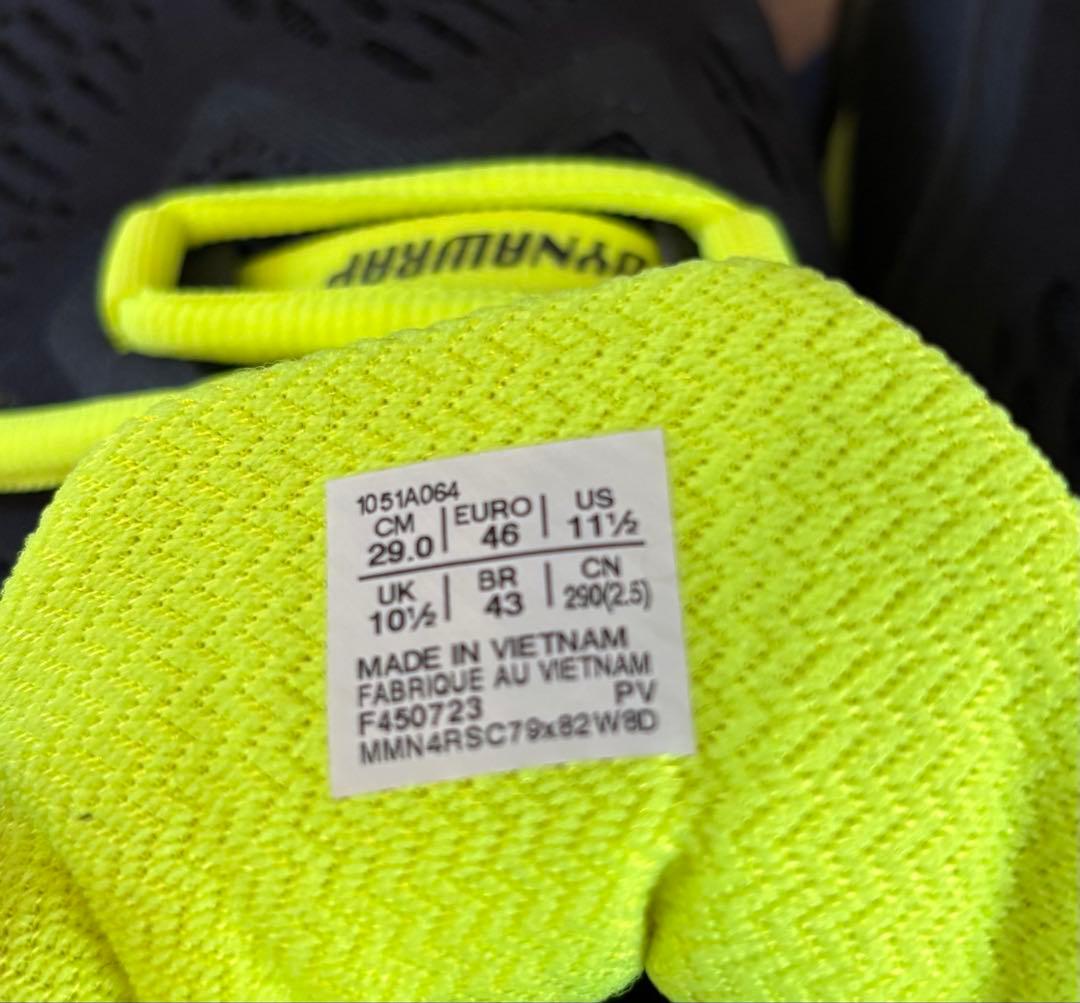 DYNAWRAP
1051A064
CM | EURO | US
29.0 | 46 | 11½
UK | BR | CN
10½ | 43 | 290(2.5)
MADE IN VIETNAM
FABRIQUE AU VIETNAM
F450723 PV
MMN4RSC79x82W8D